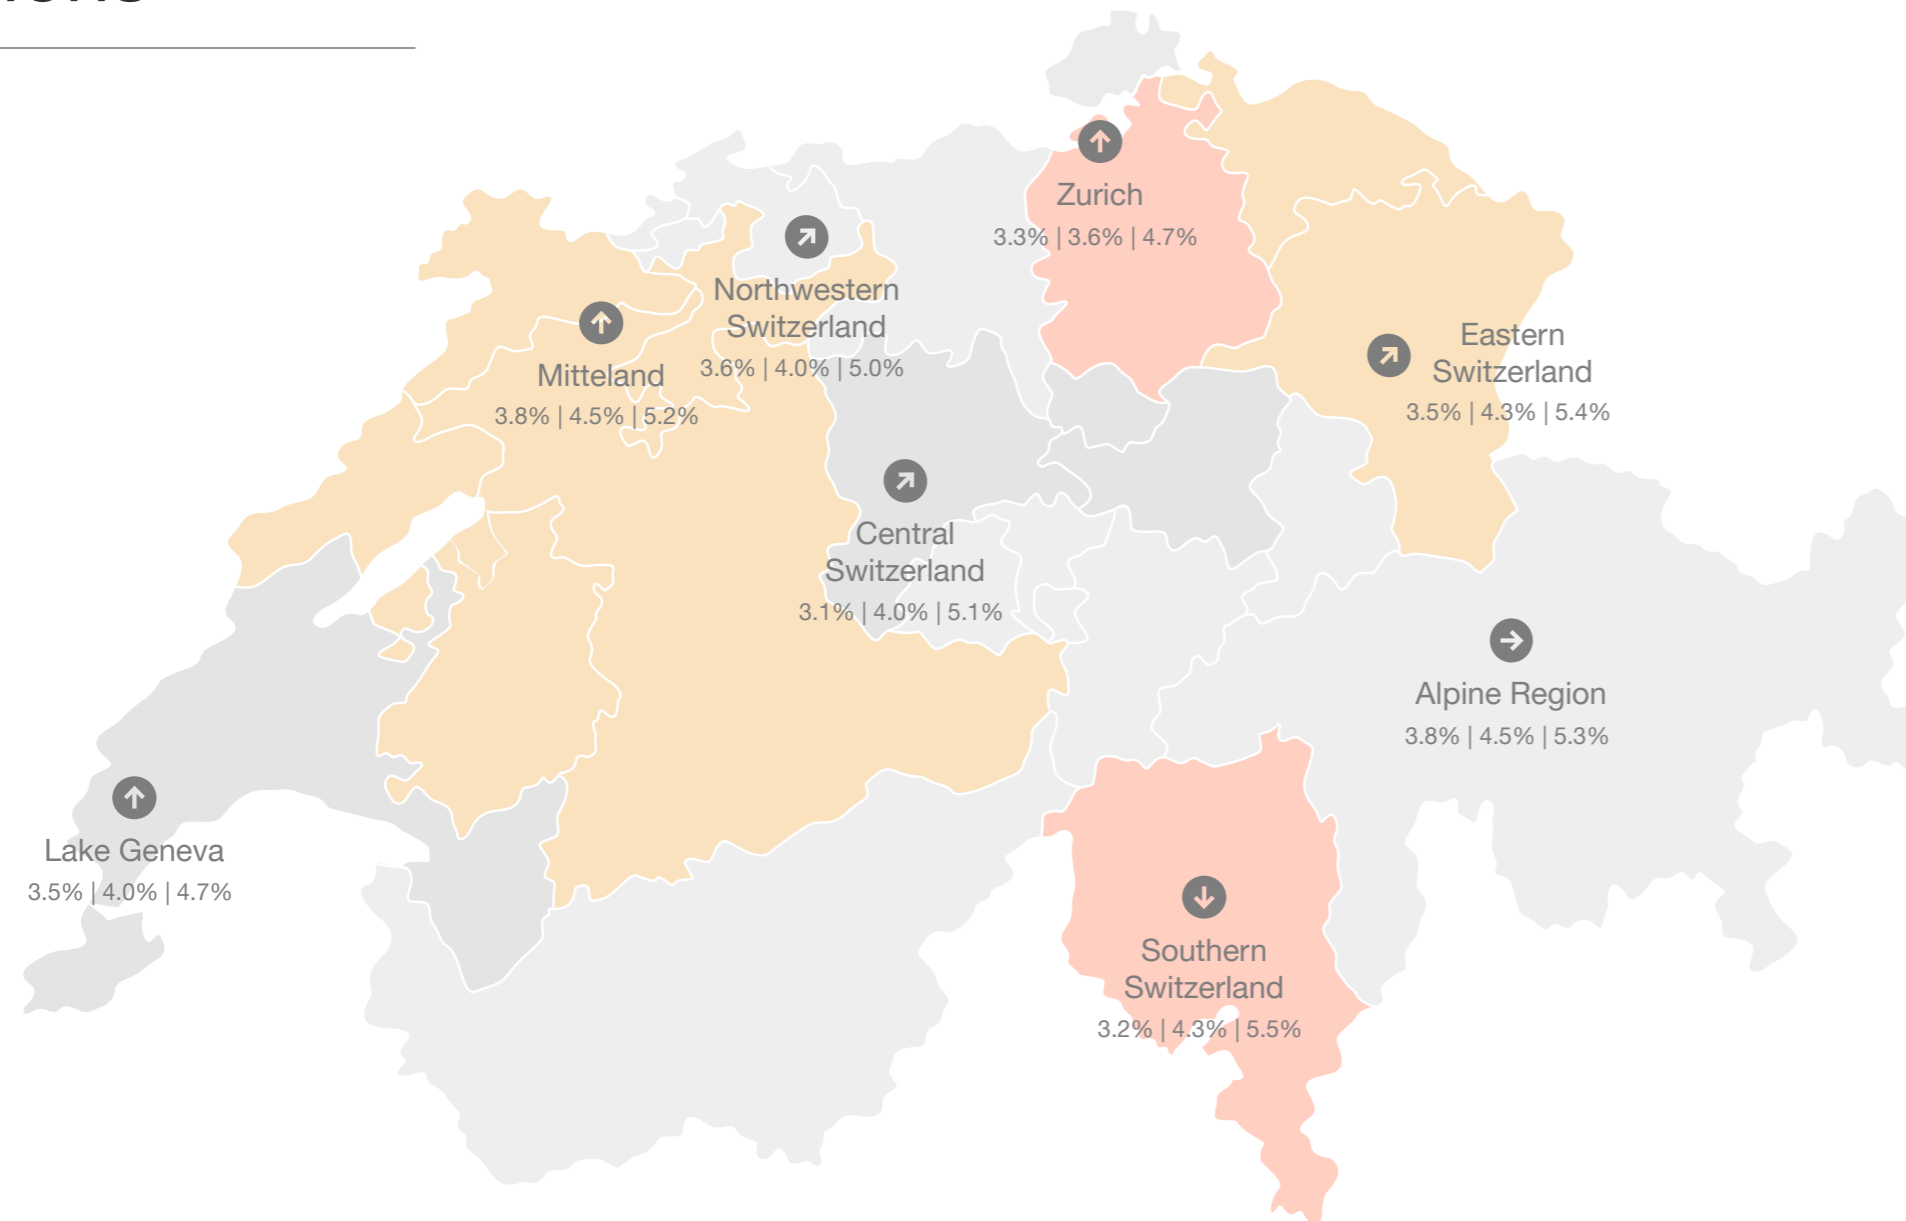 Zurich
3.3% | 3.6% | 4.7%
Northwestern
Switzerland
3.6% | 4.0% | 5.0%
Mitteland
3.8% | 4.5% | 5.2%
Eastern
Switzerland
3.5% | 4.3% | 5.4%
Central
Switzerland
3.1% | 4.0% | 5.1%
Alpine Region
3.8% | 4.5% | 5.3%
Lake Geneva
3.5% | 4.0% | 4.7%
Southern
Switzerland
3.2% | 4.3% | 5.5%